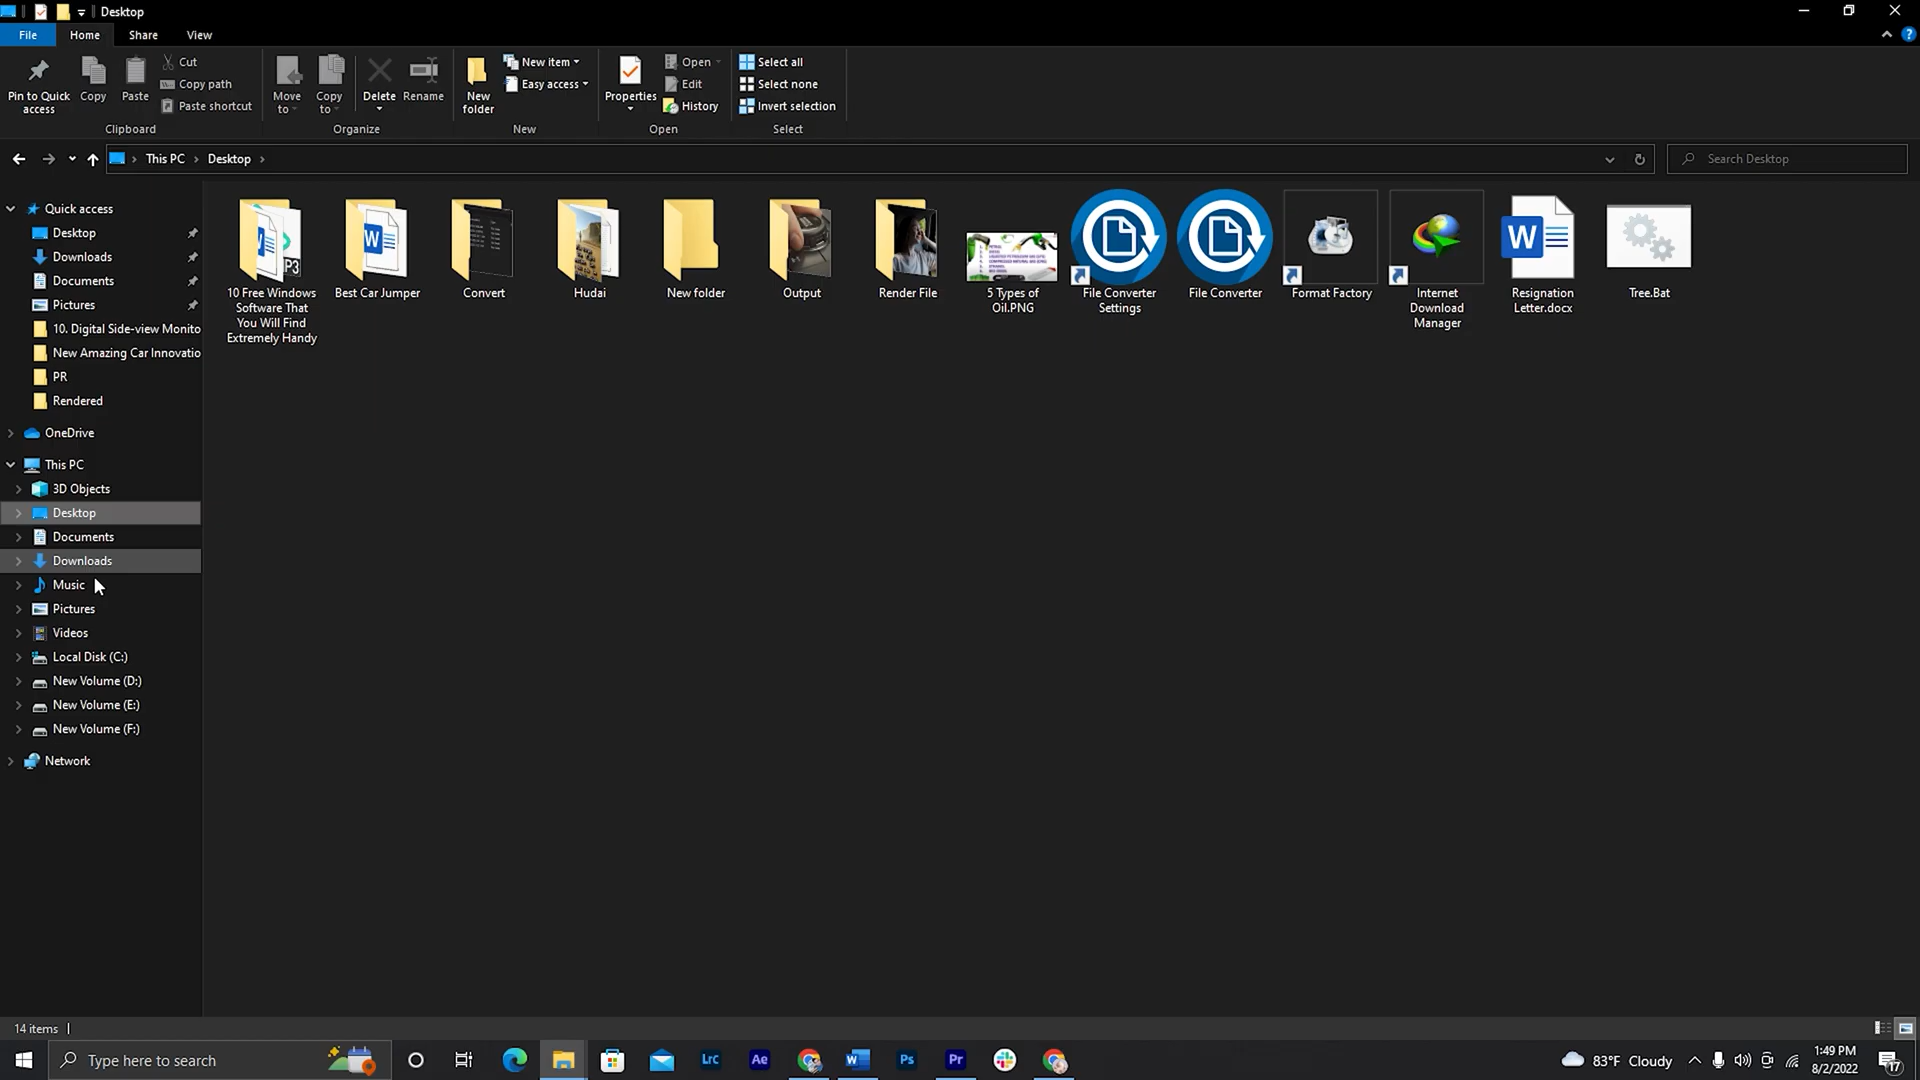 Desktop
File Home Share View
Pin to Quick access
Copy
Paste
Cut
Copy path
Paste shortcut
Clipboard
Move to
Copy to
Delete
Rename
Organize
New folder
New item
Easy access
New
Properties
Open
Edit
History
Open
Select all
Select none
Invert selection
Select
This PC Desktop
Search Desktop
Quick access
Desktop
Downloads
Documents
Pictures
10. Digital Side-view Monito
New Amazing Car Innovatio
PR
Rendered
OneDrive
This PC
3D Objects
Desktop
Documents
Downloads
Music
Pictures
Videos
Local Disk (C:)
New Volume (D:)
New Volume (E:)
New Volume (F:)
Network
10 Free Windows
Software That
You Will Find
Extremely Handy
Best Car Jumper
Convert
Hudai
New folder
Output
Render File
5 Types of
Oil.PNG
File Converter
Settings
File Converter
Format Factory
Internet
Download
Manager
Resignation
Letter.docx
Tree.Bat
14 items
Type here to search
Lrc
Ae
Ps
Pr
83°F Cloudy
1:49 PM
8/2/2022
17